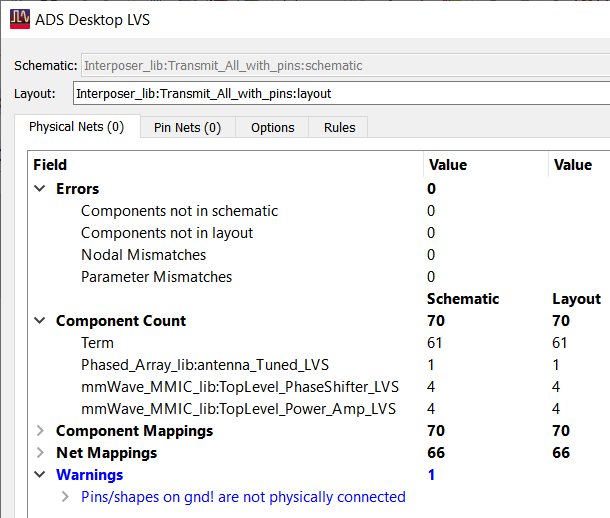 ADS Desktop LVS
Schematic: Interposer_lib:Transmit_All_with_pins:schematic
Layout: Interposer_lib:Transmit_All_with_pins:layout
Physical Nets (0) Pin Nets (0) Options Rules
Field Value Value
Errors 0
Components not in schematic 0
Components not in layout 0
Nodal Mismatches 0
Parameter Mismatches 0
Schematic Layout
Component Count 70 70
Term 61 61
Phased_Array_lib:antenna_Tuned_LVS 1 1
mmWave_MMIC_lib:TopLevel_PhaseShifter_LVS 4 4
mmWave_MMIC_lib:TopLevel_Power_Amp_LVS 4 4
Component Mappings 70 70
Net Mappings 66 66
Warnings 1
Pins/shapes on gnd! are not physically connected